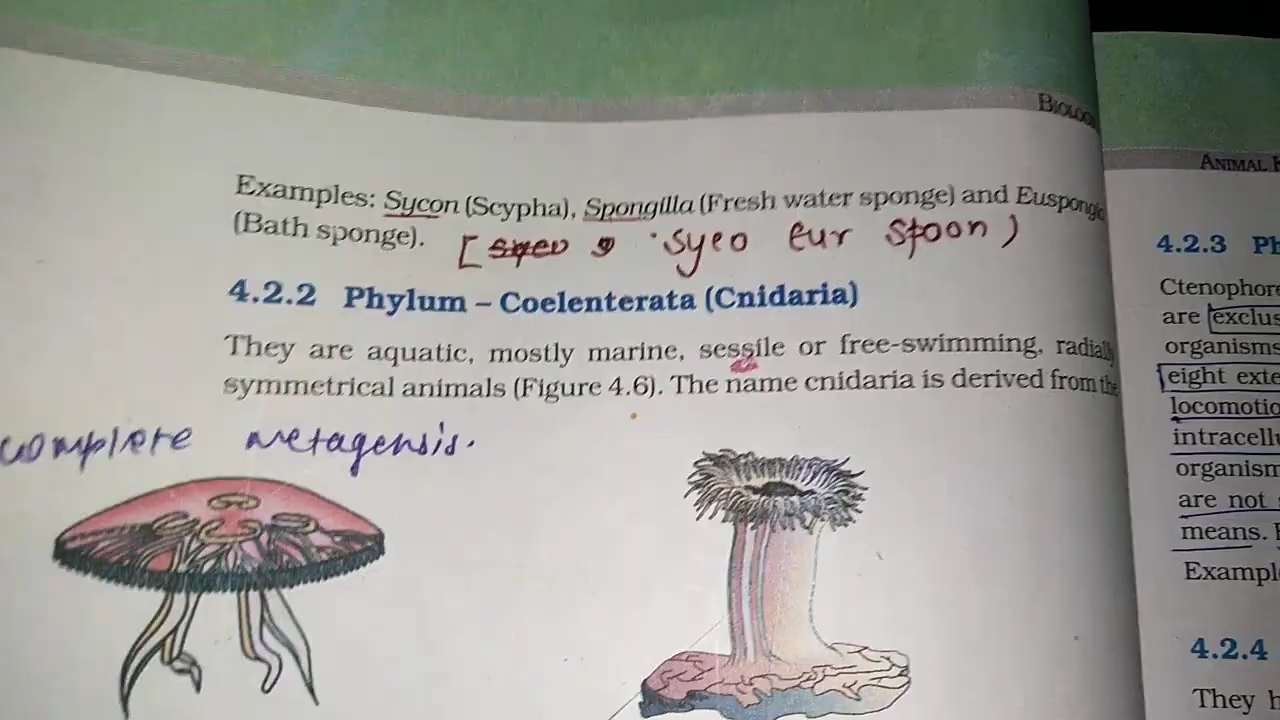 BIOLOGY
Examples: Sycon (Scypha), Spongilla (Fresh water sponge) and Euspongia
(Bath sponge).
[ syeo eur spoon )
4.2.2 Phylum – Coelenterata (Cnidaria)
They are aquatic, mostly marine, sessile or free-swimming, radially
symmetrical animals (Figure 4.6). The name cnidaria is derived from the
complete metagensis.
ANIMAL
4.2.3
Ctenophore
are exclus
organisms
eight exte
locomotio
intracellu
organism
are not
means.
Exampl
4.2.4
They h